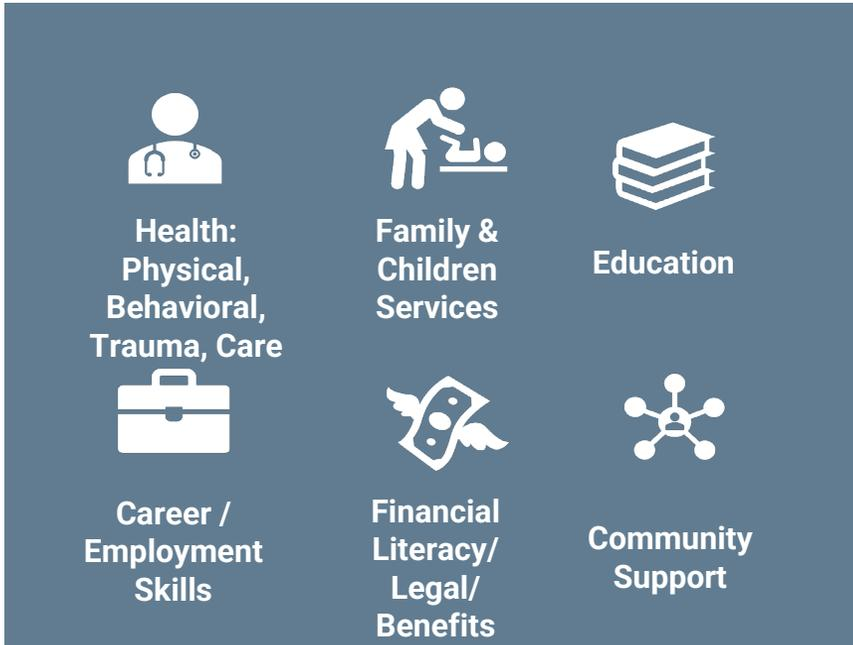 Health:
Physical,
Behavioral,
Trauma, Care
Family &
Children
Services
Education
Career /
Employment
Skills
Financial
Literacy/
Legal/
Benefits
Community
Support